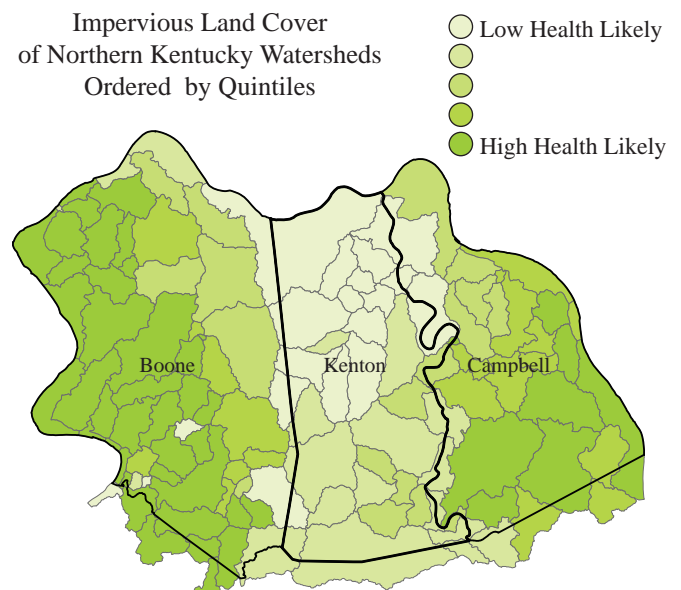 Impervious Land Cover
of Northern Kentucky Watersheds
Ordered by Quintiles
Low Health Likely
High Health Likely
Boone
Kenton
Campbell